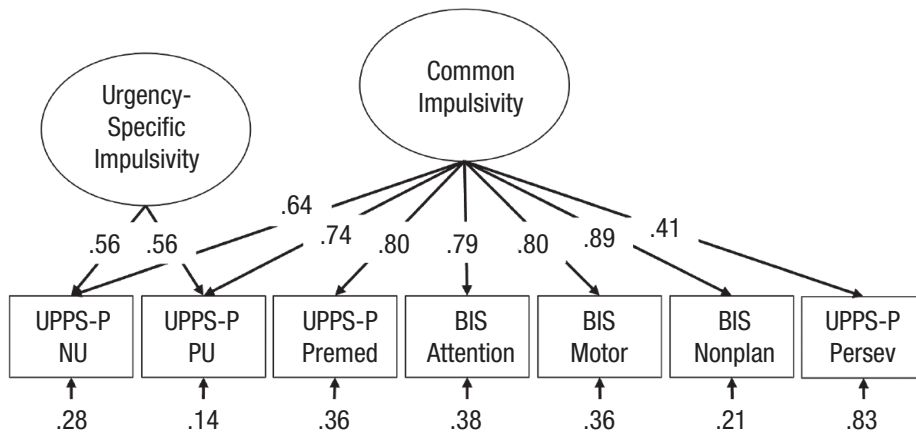 Urgency-
Specific
Impulsivity
Common
Impulsivity
.56
.56
.64
.74
.80
.79
.80
.89
.41
UPPS-P
NU
UPPS-P
PU
UPPS-P
Premed
BIS
Attention
BIS
Motor
BIS
Nonplan
UPPS-P
Persev
.28
.14
.36
.38
.36
.21
.83